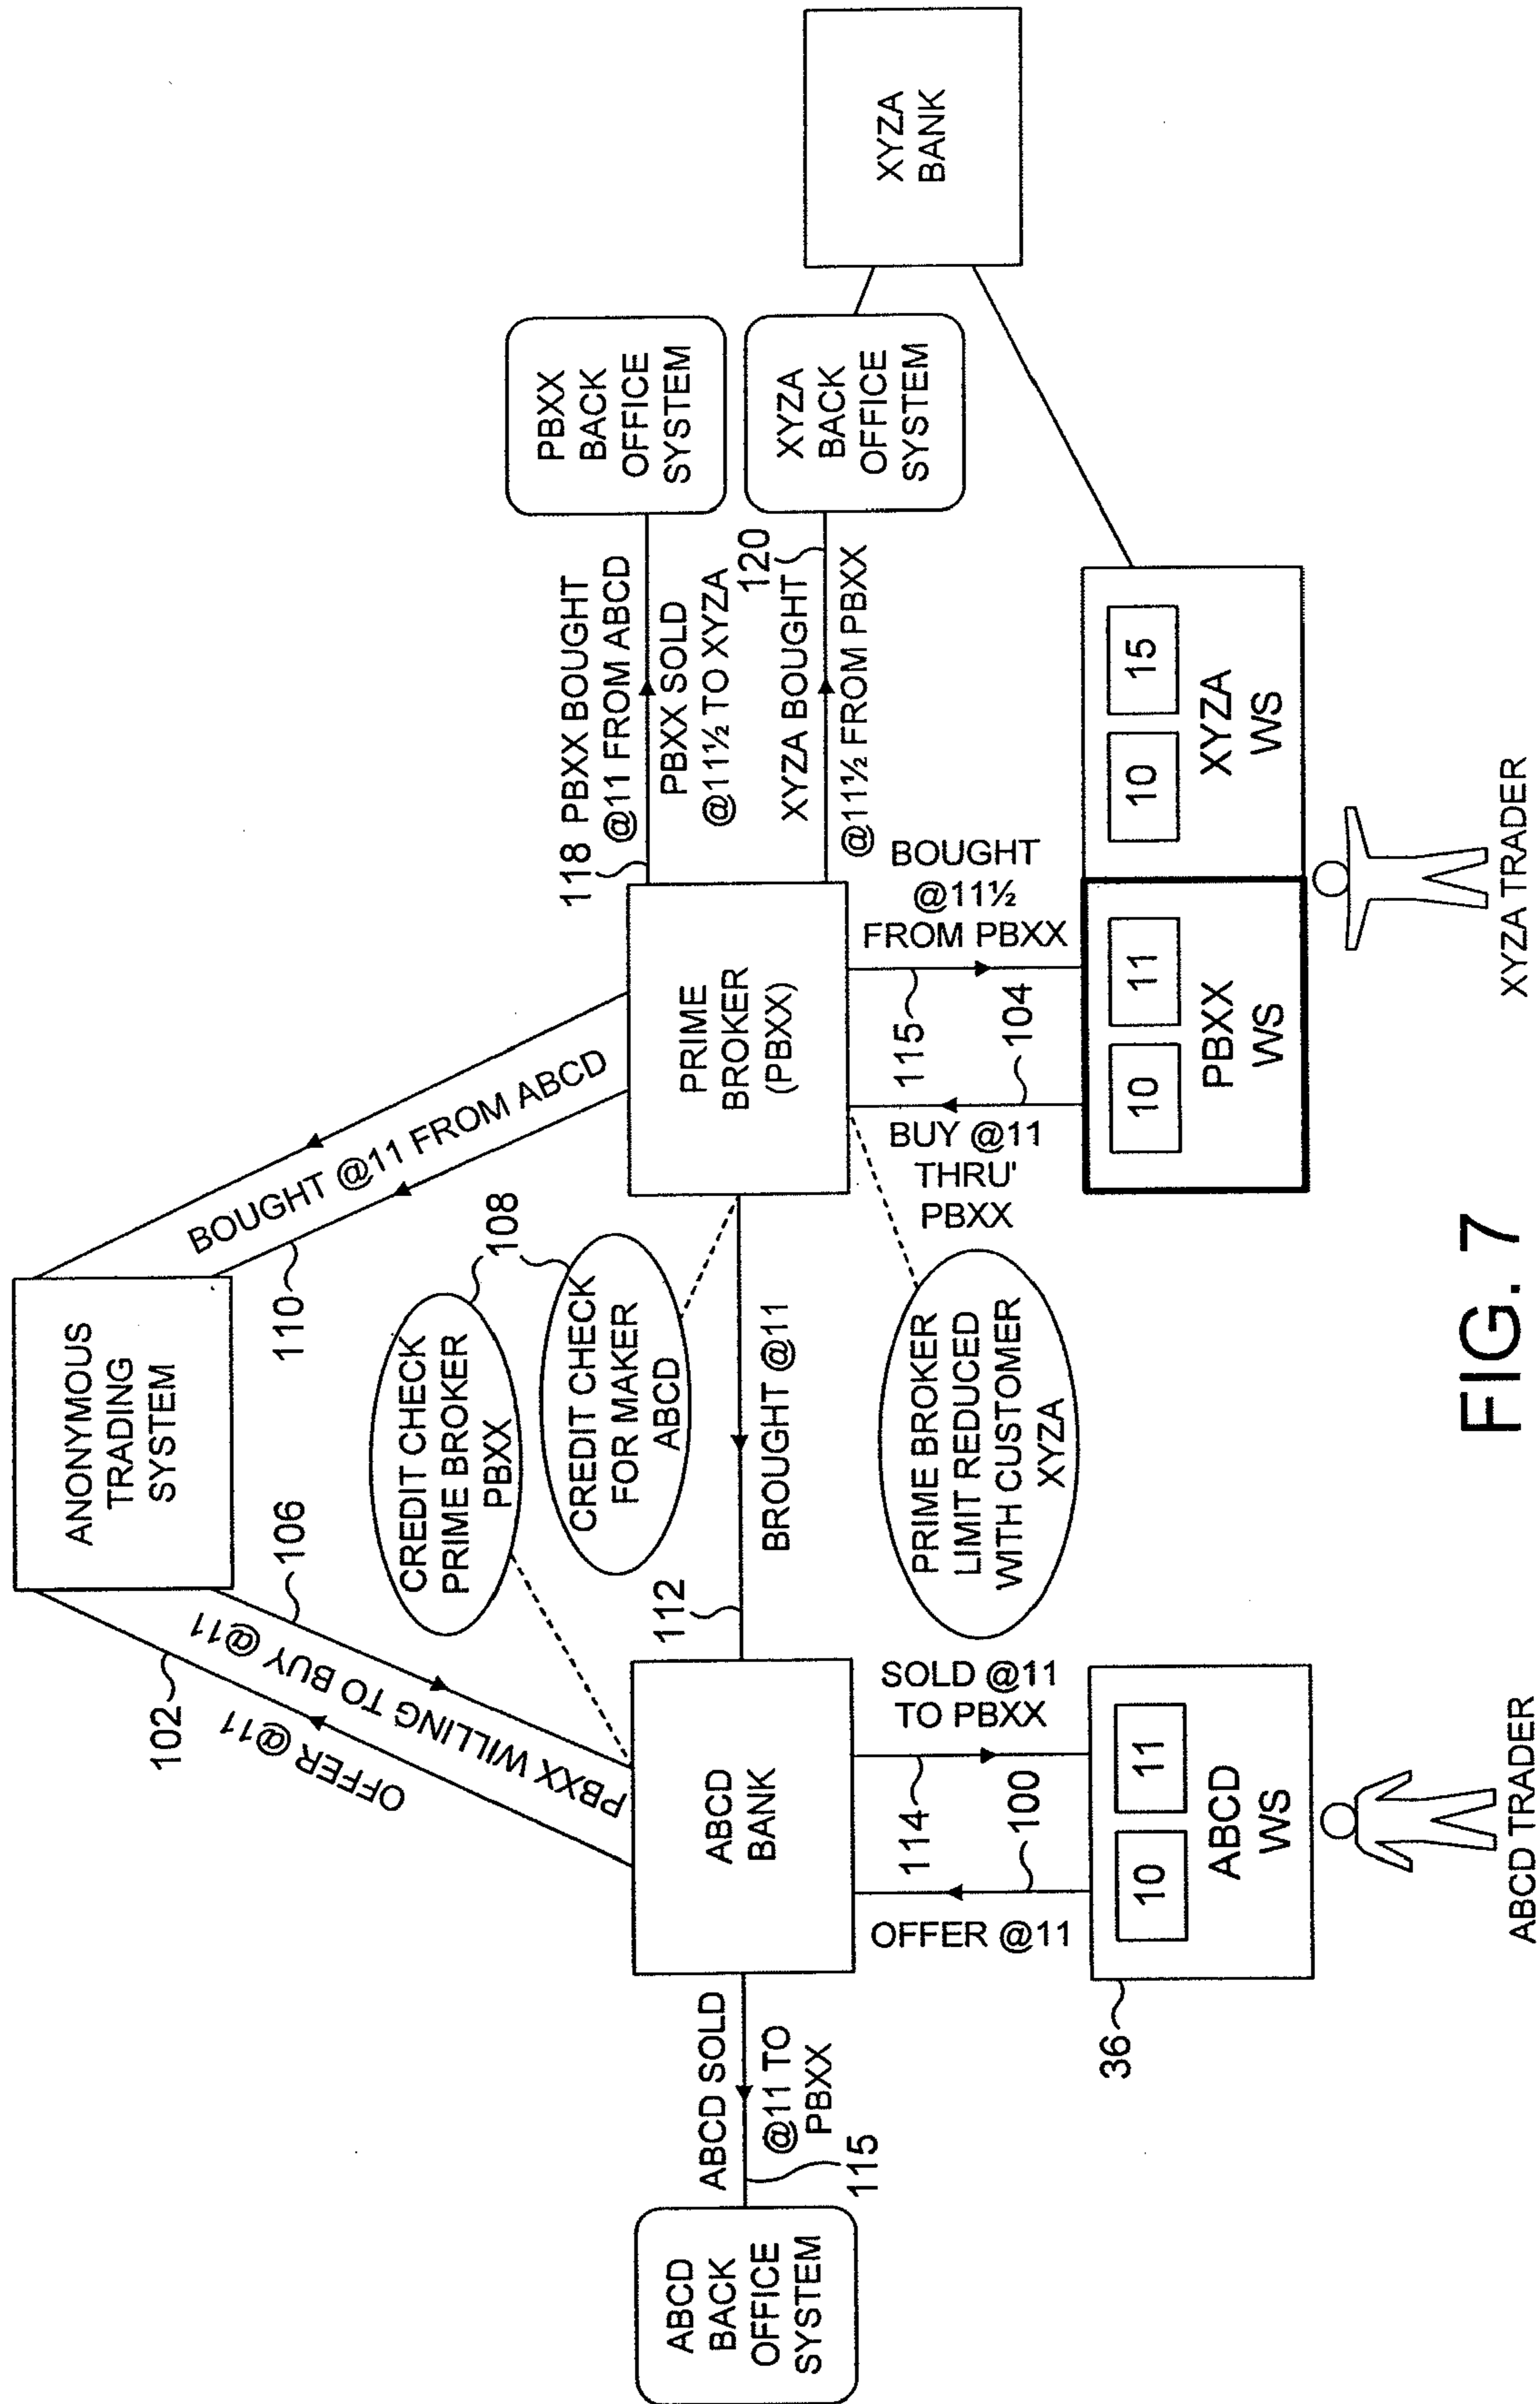 ANONYMOUS
TRADING
SYSTEM
102
OFFER @11
PBXX WILLING TO BUY @11
106
BOUGHT @11 FROM ABCD
110
CREDIT CHECK
PRIME BROKER
PBXX
108
CREDIT CHECK
FOR MAKER
ABCD
ABCD
BACK
OFFICE
SYSTEM
ABCD SOLD
@11 TO
PBXX
115
ABCD
BANK
112
BROUGHT @11
PRIME
BROKER
(PBXX)
118 PBXX BOUGHT
@11 FROM ABCD
PBXX SOLD
@11½ TO XYZA
PBXX
BACK
OFFICE
SYSTEM
XYZA BOUGHT
120
@11½ FROM PBXX
XYZA
BACK
OFFICE
SYSTEM
XYZA
BANK
OFFER @11
100
114
SOLD @11
TO PBXX
PRIME BROKER
LIMIT REDUCED
WITH CUSTOMER
XYZA
BUY @11
THRU'
PBXX
104
115
BOUGHT
@11½
FROM PBXX
36
10
11
ABCD
WS
ABCD TRADER
10
11
PBXX
WS
10
15
XYZA
WS
XYZA TRADER
FIG. 7